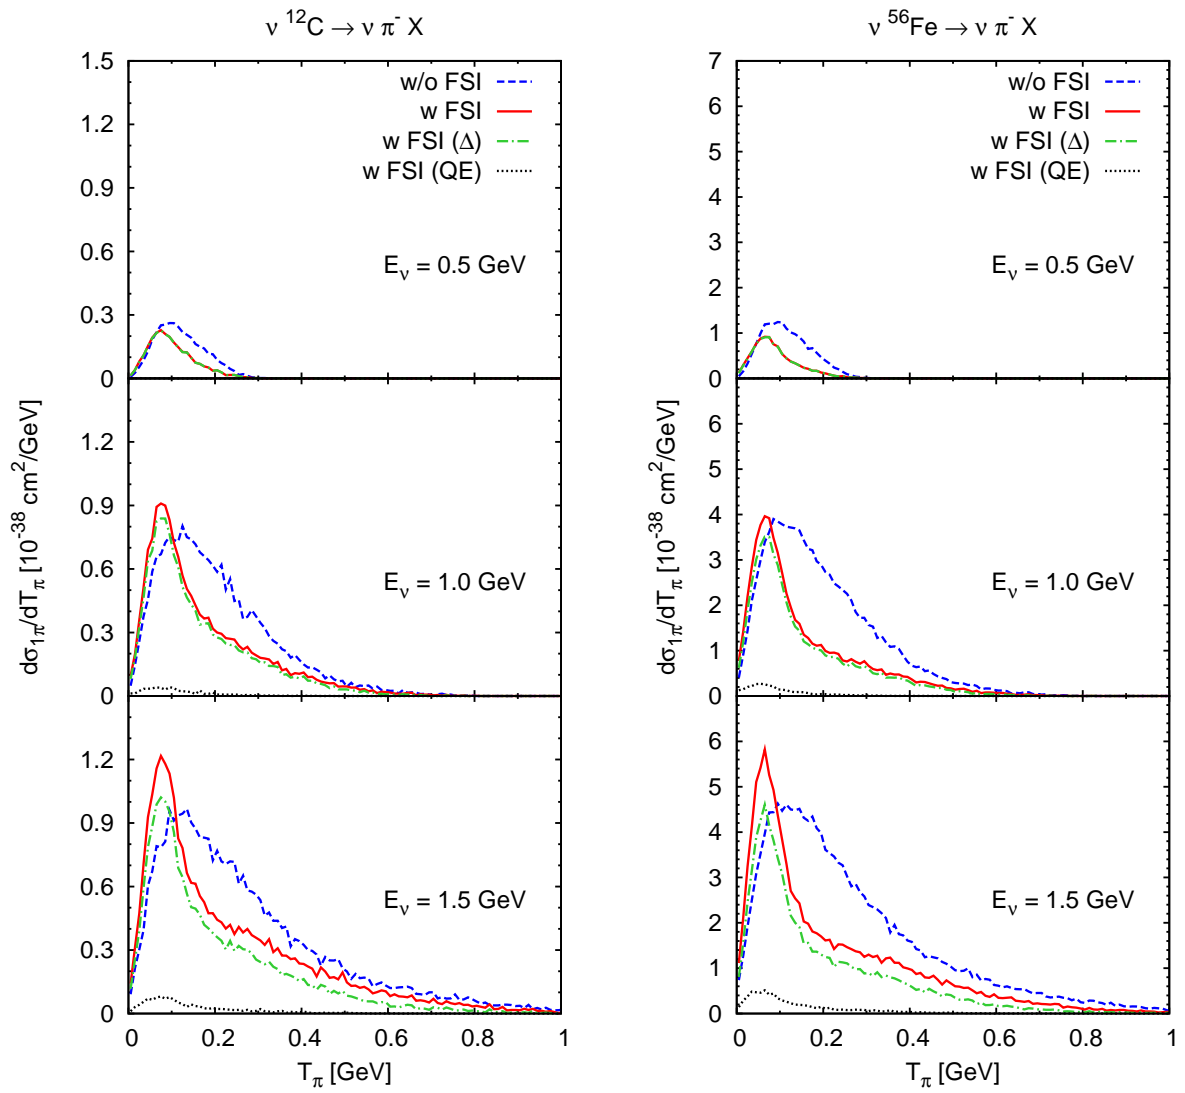 ν ¹²C → ν π⁻ X
1.5
1.2
0.9
0.6
0.3
0
w/o FSI
w FSI
w FSI (Δ)
w FSI (QE)
E_ν = 0.5 GeV
1.2
0.9
0.6
0.3
0
E_ν = 1.0 GeV
1.2
0.9
0.6
0.3
0
E_ν = 1.5 GeV
0 0.2 0.4 0.6 0.8 1
T_π [GeV]
dσ_1π/dT_π [10⁻³⁸ cm²/GeV]
ν ⁵⁶Fe → ν π⁻ X
7
6
5
4
3
2
1
0
w/o FSI
w FSI
w FSI (Δ)
w FSI (QE)
E_ν = 0.5 GeV
6
5
4
3
2
1
0
E_ν = 1.0 GeV
6
5
4
3
2
1
0
E_ν = 1.5 GeV
0 0.2 0.4 0.6 0.8 1
T_π [GeV]
dσ_1π/dT_π [10⁻³⁸ cm²/GeV]